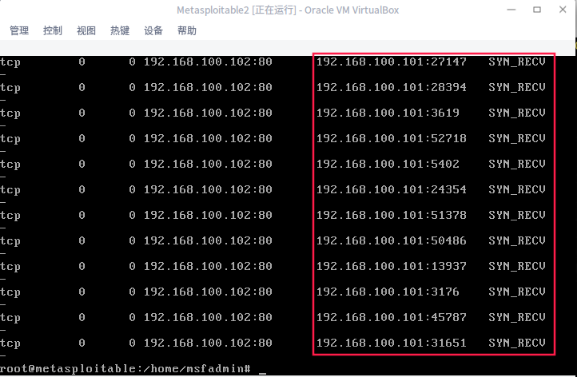 Metasploitable2 [正在运行] - Oracle VM VirtualBox
管理 控制 视图 热键 设备 帮助
tcp 0 0 192.168.100.102:80 192.168.100.101:27147 SYN_RECV
tcp 0 0 192.168.100.102:80 192.168.100.101:28394 SYN_RECV
tcp 0 0 192.168.100.102:80 192.168.100.101:3619 SYN_RECV
tcp 0 0 192.168.100.102:80 192.168.100.101:52718 SYN_RECV
tcp 0 0 192.168.100.102:80 192.168.100.101:5402 SYN_RECV
tcp 0 0 192.168.100.102:80 192.168.100.101:24354 SYN_RECV
tcp 0 0 192.168.100.102:80 192.168.100.101:51378 SYN_RECV
tcp 0 0 192.168.100.102:80 192.168.100.101:50486 SYN_RECV
tcp 0 0 192.168.100.102:80 192.168.100.101:13937 SYN_RECV
tcp 0 0 192.168.100.102:80 192.168.100.101:3176 SYN_RECV
tcp 0 0 192.168.100.102:80 192.168.100.101:45787 SYN_RECV
tcp 0 0 192.168.100.102:80 192.168.100.101:31651 SYN_RECV
root@metasploitable:/home/msfadmin# _